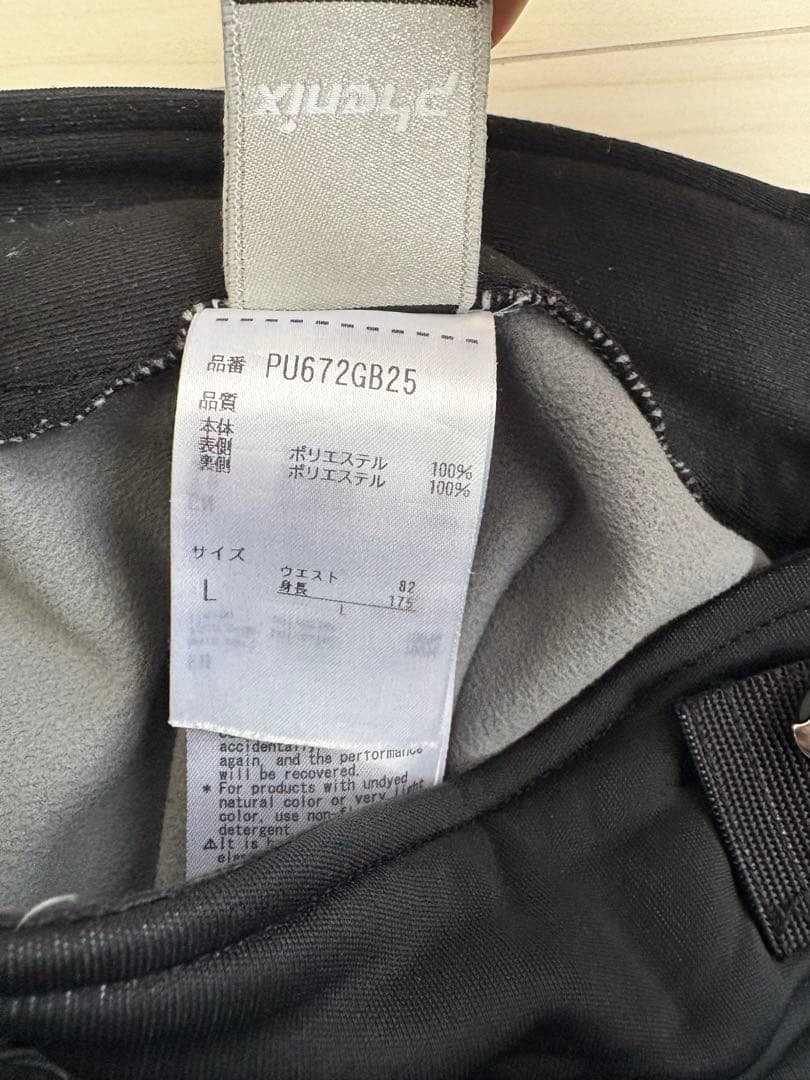 phenix
品番 PU672GB25
品質
本体
表側 ポリエステル 100%
裏側 ポリエステル 100%
サイズ
L
ウエスト 82
身長 175
L
accidentally,
again, and the performance
will be recovered.
* For products with undyed
natural color or very light
color, use
detergent
⚠It is